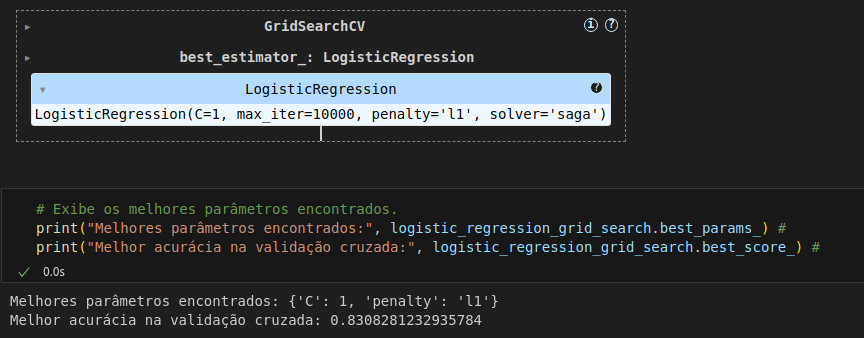 GridSearchCV
best_estimator_: LogisticRegression
LogisticRegression
LogisticRegression(C=1, max_iter=10000, penalty='l1', solver='saga')
# Exibe os melhores parâmetros encontrados.
print("Melhores parâmetros encontrados:", logistic_regression_grid_search.best_params_) #
print("Melhor acurácia na validação cruzada:", logistic_regression_grid_search.best_score_) #
0.0s
Melhores parâmetros encontrados: {'C': 1, 'penalty': 'l1'}
Melhor acurácia na validação cruzada: 0.8308281232935784